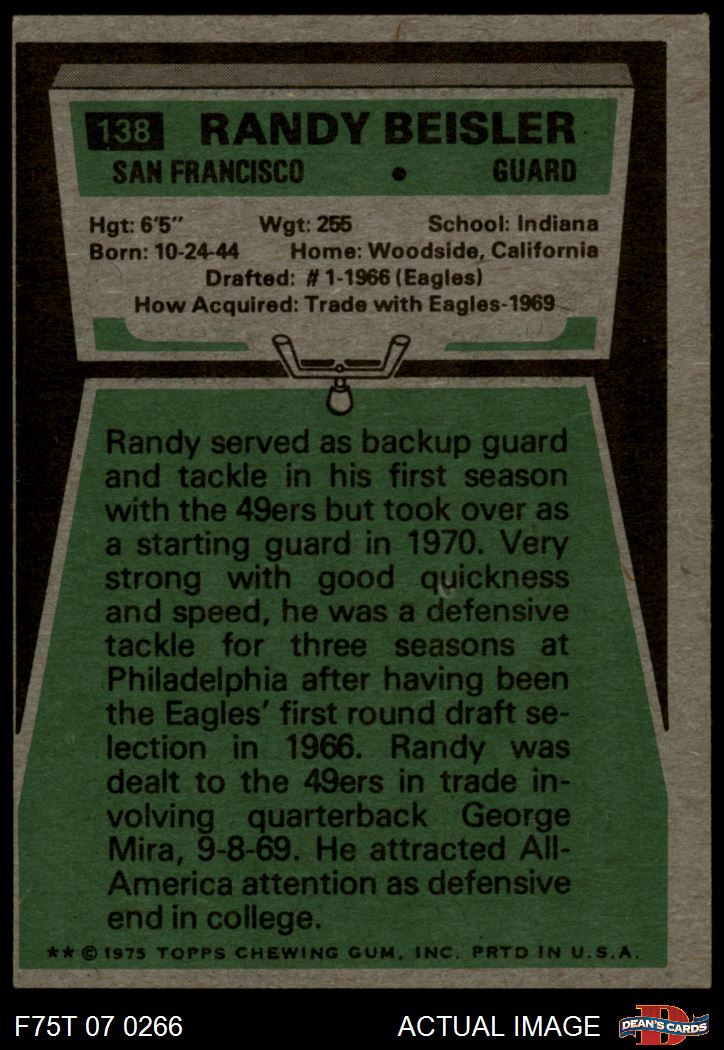 138 RANDY BEISLER
SAN FRANCISCO • GUARD
Hgt: 6'5" Wgt: 255 School: Indiana
Born: 10-24-44 Home: Woodside, California
Drafted: #1-1966 (Eagles)
How Acquired: Trade with Eagles-1969
Randy served as backup guard
and tackle in his first season
with the 49ers but took over as
a starting guard in 1970. Very
strong with good quickness
and speed, he was a defensive
tackle for three seasons at
Philadelphia after having been
the Eagles' first round draft se-
lection in 1966. Randy was
dealt to the 49ers in trade in-
volving quarterback George
Mira, 9-8-69. He attracted All-
America attention as defensive
end in college.
** © 1975 TOPPS CHEWING GUM, INC. PRTD IN U.S.A.
F75T 07 0266 ACTUAL IMAGE D DEAN'S CARDS